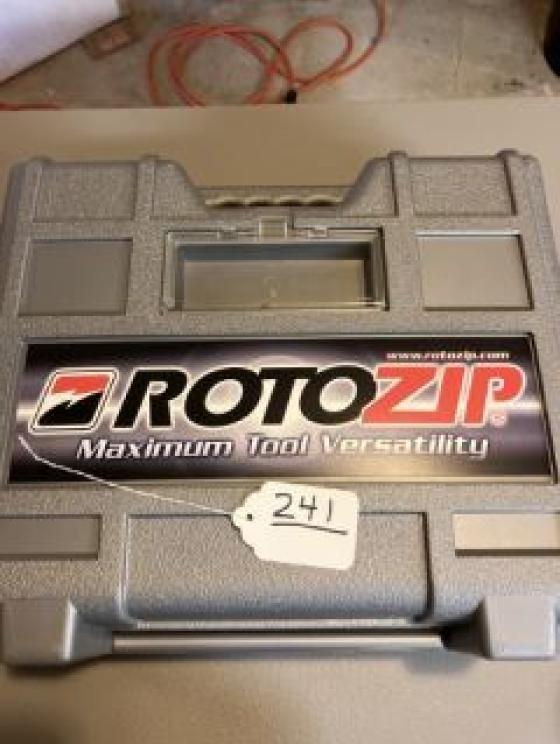 www.rotozip.com
ROTOZIP®
Maximum Tool Versatility
241